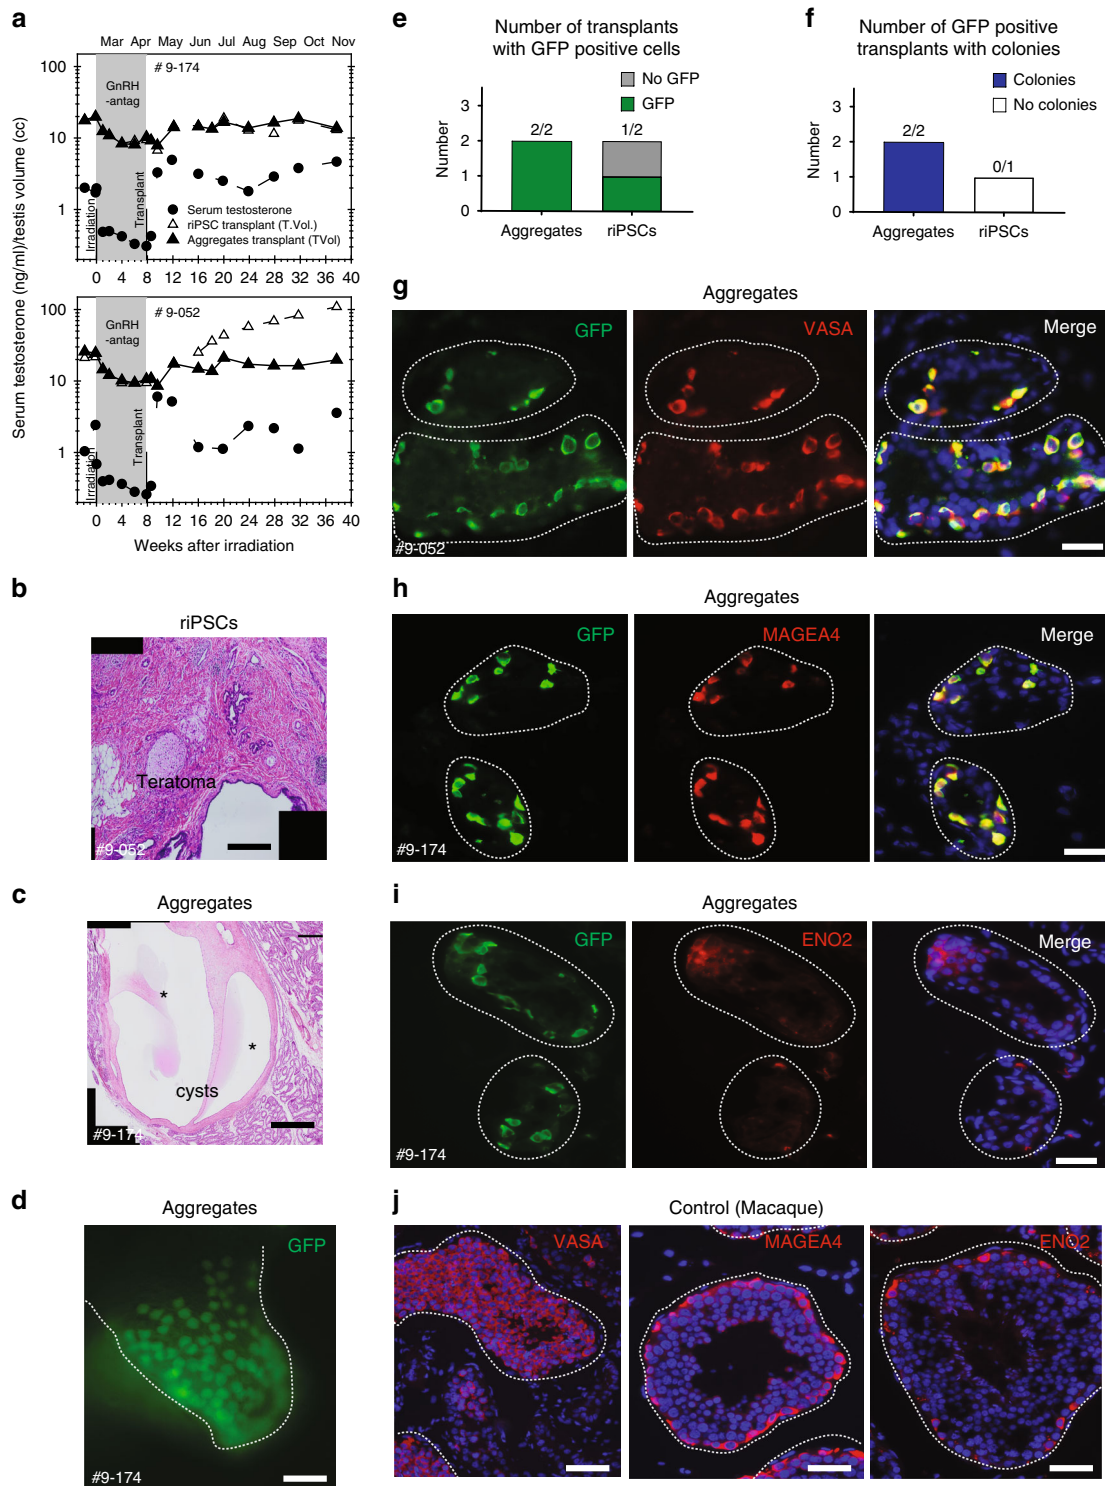 a
Mar Apr May Jun Jul Aug Sep Oct Nov
# 9-174
GnRH
-antag
100
10
1
Irradiation
Transplant
Serum testosterone
riPSC transplant (T.Vol.)
Aggregates transplant (TVol)
0 4 8 12 16 20 24 28 32 36 40
# 9-052
GnRH
-antag
100
10
1
Irradiation
Transplant
0 4 8 12 16 20 24 28 32 36 40
Weeks after irradiation
Serum testosterone (ng/ml)/testis volume (cc)
b
riPSCs
Teratoma
#9-052
c
Aggregates
*
*
cysts
#9-174
d
Aggregates
GFP
#9-174
e
Number of transplants
with GFP positive cells
No GFP
GFP
3
2
1
0
Number
2/2
1/2
Aggregates riPSCs
f
Number of GFP positive
transplants with colonies
Colonies
No colonies
3
2
1
0
Number
2/2
0/1
Aggregates riPSCs
g
Aggregates
GFP
VASA
Merge
#9-052
h
Aggregates
GFP
MAGEA4
Merge
#9-174
i
Aggregates
GFP
ENO2
Merge
#9-174
j
Control (Macaque)
VASA
MAGEA4
ENO2